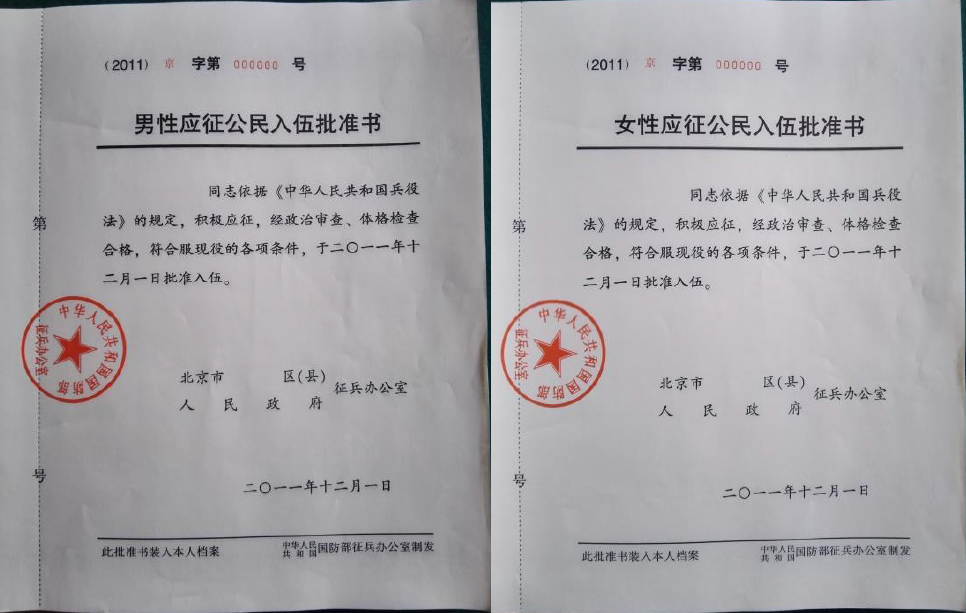 (2011) 京 字第 000000 号
男性应征公民入伍批准书
同志依据《中华人民共和国兵役
法》的规定，积极应征，经政治审查、体格检查
合格，符合服现役的各项条件，于二〇一一年十
二月一日批准入伍。
第
中华人民共和国国防部
征兵办公室
北京市 区(县)
人民政府
征兵办公室
号
二〇一一年十二月一日
此批准书装入本人档案
中华人民
共和国
国防部征兵办公室制发
(2011) 京 字第 000000 号
女性应征公民入伍批准书
同志依据《中华人民共和国兵役
法》的规定，积极应征，经政治审查、体格检查
合格，符合服现役的各项条件，于二〇一一年十
二月一日批准入伍。
第
中华人民共和国国防部
征兵办公室
北京市 区(县)
人民政府
征兵办公室
号
二〇一一年十二月一日
此批准书装入本人档案
中华人民
共和国
国防部征兵办公室制发